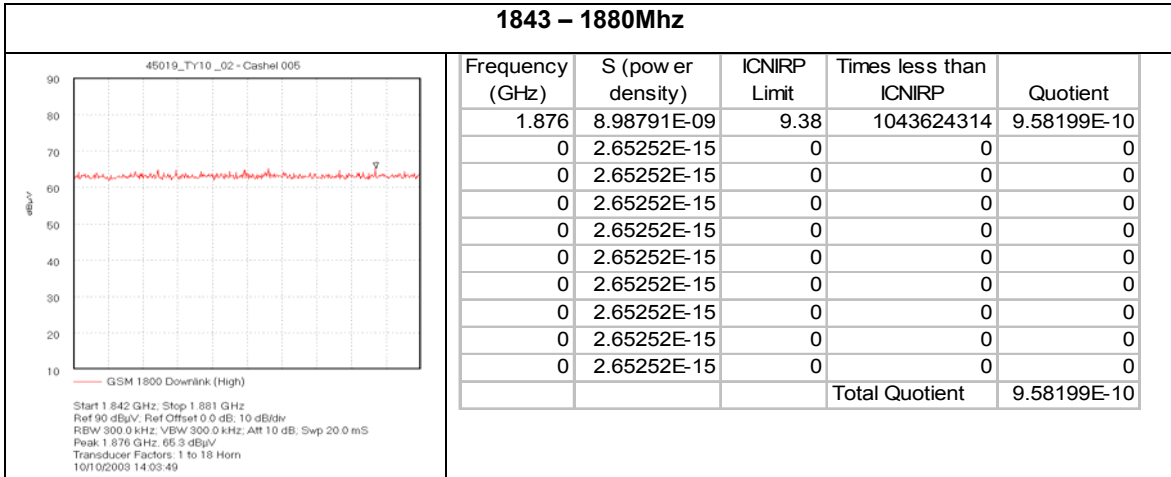 1843 – 1880Mhz
45019_TY10 _02 - Cashel 005
90
80
70
60
50
40
30
20
10
dBµV
GSM 1800 Downlink (High)
Start 1.842 GHz; Stop 1.881 GHz
Ref 90 dBµV; Ref Offset 0.0 dB; 10 dB/div
RBW 300.0 kHz; VBW 300.0 kHz; Att 10 dB; Swp 20.0 mS
Peak 1.876 GHz, 65.3 dBµV
Transducer Factors: 1 to 18 Horn
10/10/2003 14:03:49
Frequency (GHz) S (pow er density) ICNIRP Limit Times less than ICNIRP Quotient
1.876 8.98791E-09 9.38 1043624314 9.58199E-10
0 2.65252E-15 0 0 0
0 2.65252E-15 0 0 0
0 2.65252E-15 0 0 0
0 2.65252E-15 0 0 0
0 2.65252E-15 0 0 0
0 2.65252E-15 0 0 0
0 2.65252E-15 0 0 0
0 2.65252E-15 0 0 0
0 2.65252E-15 0 0 0
Total Quotient 9.58199E-10